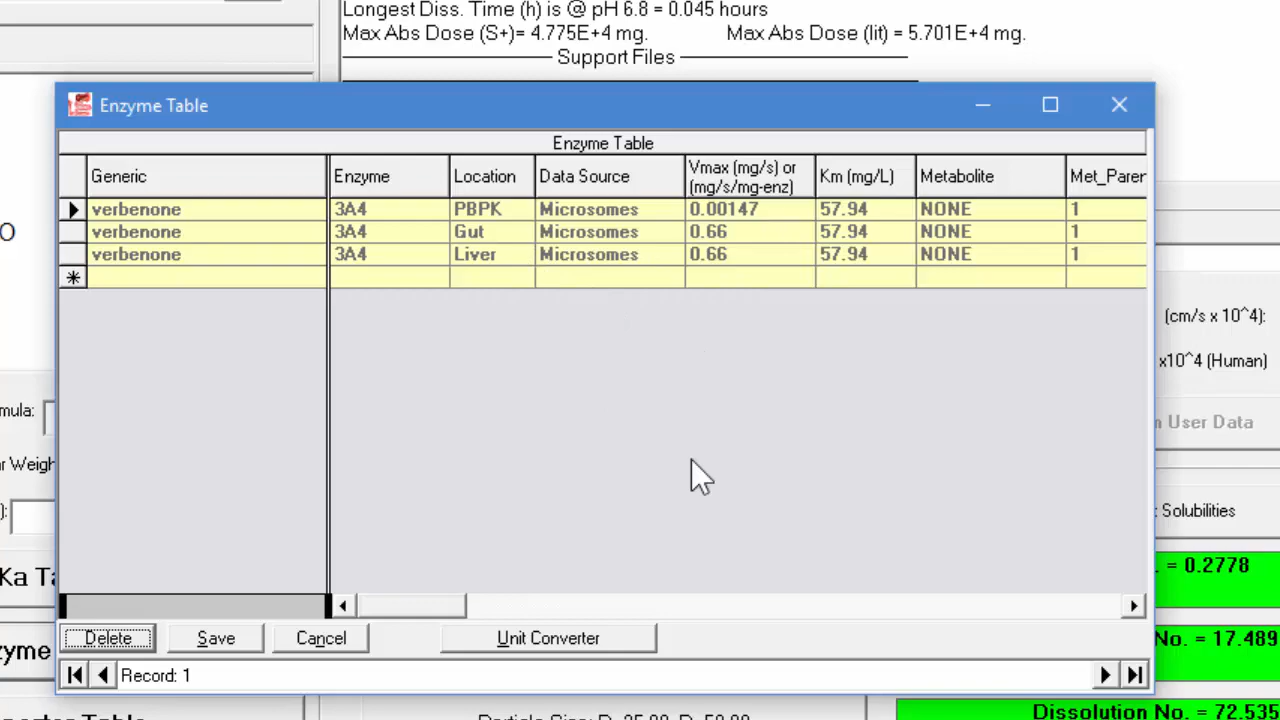 Longest Diss. Time (h) is @ pH 6.8 = 0.045 hours
Max Abs Dose (S+)= 4.775E+4 mg. Max Abs Dose (lit) = 5.701E+4 mg.
Support Files
Enzyme Table
Enzyme Table
Generic Enzyme Location Data Source Vmax (mg/s) or (mg/s/mg-enz) Km (mg/L) Metabolite Met_Paren
verbenone 3A4 PBPK Microsomes 0.00147 57.94 NONE 1
verbenone 3A4 Gut Microsomes 0.66 57.94 NONE 1
verbenone 3A4 Liver Microsomes 0.66 57.94 NONE 1
O
(cm/s x 10^4):
x10^4 (Human)
mula:
n User Data
ar Weigh
):
: Solubilities
. = 0.2778
Ka Ta
Delete Save Cancel Unit Converter
No. = 17.489
zyme
Record: 1
Dissolution No. = 72.535